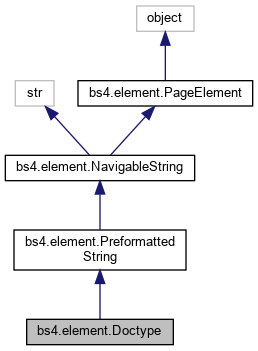 object
str
bs4.element.PageElement
bs4.element.NavigableString
bs4.element.Preformatted
String
bs4.element.Doctype